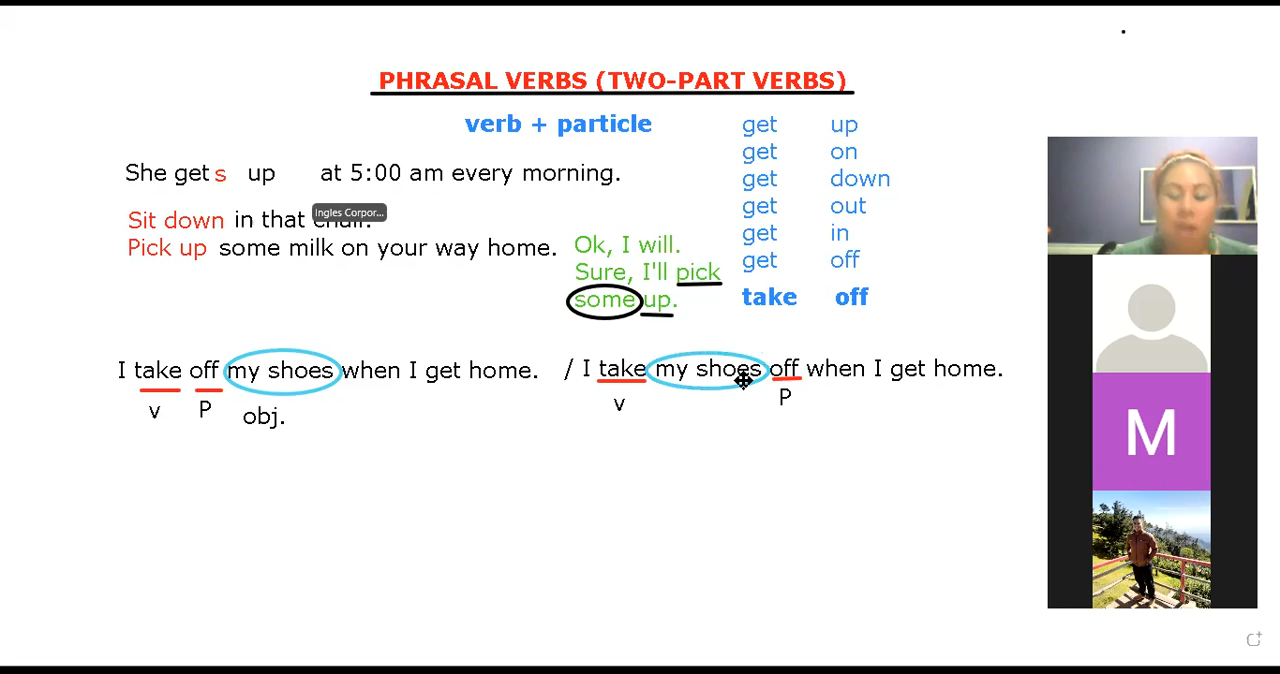 PHRASAL VERBS (TWO-PART VERBS)
verb + particle
get up
get on
get down
get out
get in
get off
take off
She gets up at 5:00 am every morning.
Sit down in that chair.
Ingles Corpor...
Pick up some milk on your way home.
Ok, I will.
Sure, I'll pick
some up.
I take off my shoes when I get home. / I take my shoes off when I get home.
v P obj. v P
M